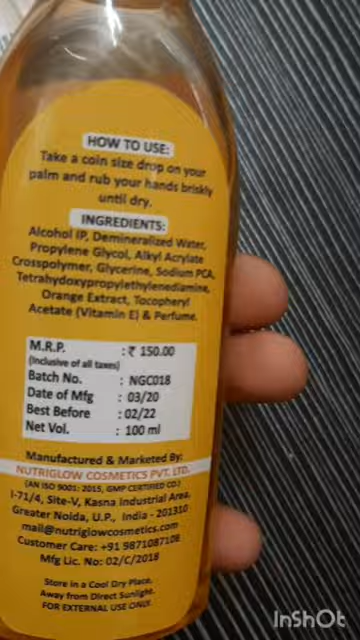 HOW TO USE:
Take a coin size drop on your
palm and rub your hands briskly
until dry.
INGREDIENTS:
Alcohol IP, Demineralized Water,
Propylene Glycol, Alkyl Acrylate
Crosspolymer, Glycerine, Sodium PCA,
Tetrahydoxypropylethylenediamine,
Orange Extract, Tocopheryl
Acetate (Vitamin E) & Perfume.
M.R.P. : ₹ 150.00
(Inclusive of all taxes)
Batch No. : NGC018
Date of Mfg : 03/20
Best Before : 02/22
Net Vol. : 100 ml
Manufactured & Marketed By:
NUTRIGLOW COSMETICS PVT. LTD.
(AN ISO 9001: 2015, GMP CERTIFIED CO.)
I-71/4, Site-V, Kasna Industrial Area,
Greater Noida, U.P., India - 201310
mail@nutriglowcosmetics.com
Customer Care: +91 9871087108
Mfg Lic. No: 02/C/2018
Store in a Cool Dry Place,
Away from Direct Sunlight.
FOR EXTERNAL USE ONLY.
InShOt